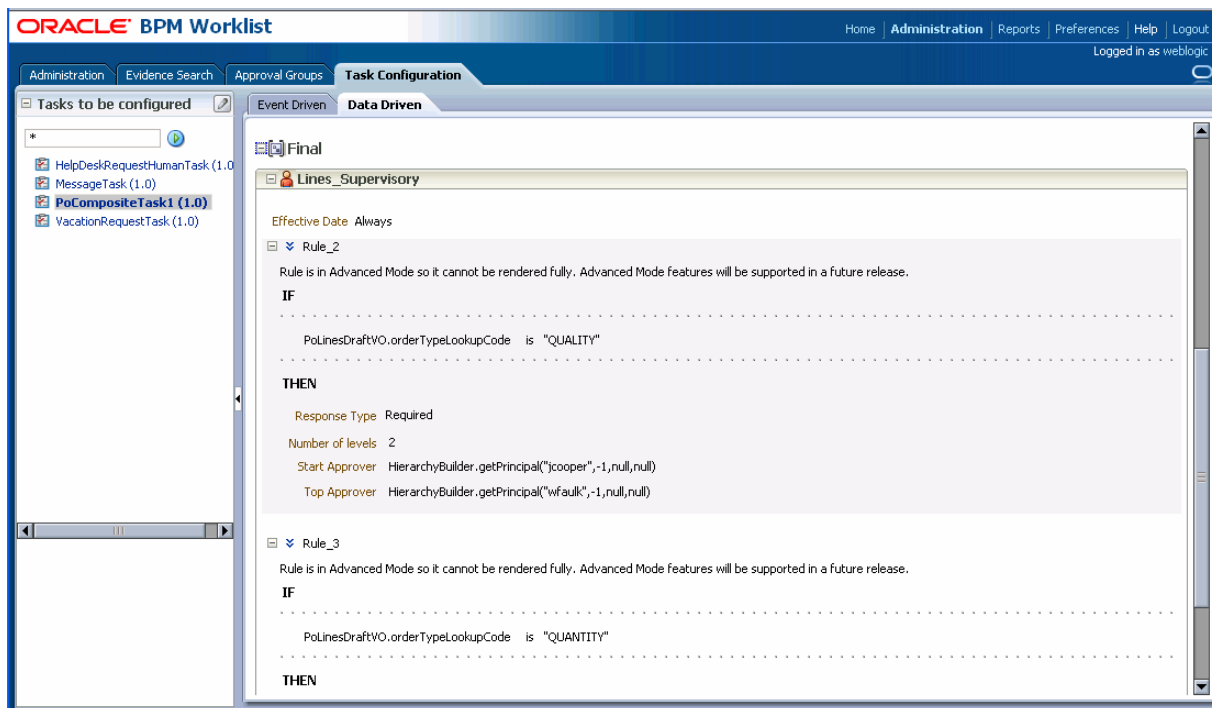 ORACLE BPM Worklist
Home Administration Reports Preferences Help Logout
Logged in as weblogic
Administration Evidence Search Approval Groups Task Configuration
Tasks to be configured
*
HelpDeskRequestHumanTask (1.0
MessageTask (1.0)
PoCompositeTask1 (1.0)
VacationRequestTask (1.0)
Event Driven Data Driven
Final
Lines_Supervisory
Effective Date Always
Rule_2
Rule is in Advanced Mode so it cannot be rendered fully. Advanced Mode features will be supported in a future release.
IF
PoLinesDraftVO.orderTypeLookupCode is "QUALITY"
THEN
Response Type Required
Number of levels 2
Start Approver HierarchyBuilder.getPrincipal("jcooper",-1,null,null)
Top Approver HierarchyBuilder.getPrincipal("wfaulk",-1,null,null)
Rule_3
Rule is in Advanced Mode so it cannot be rendered fully. Advanced Mode features will be supported in a future release.
IF
PoLinesDraftVO.orderTypeLookupCode is "QUANTITY"
THEN